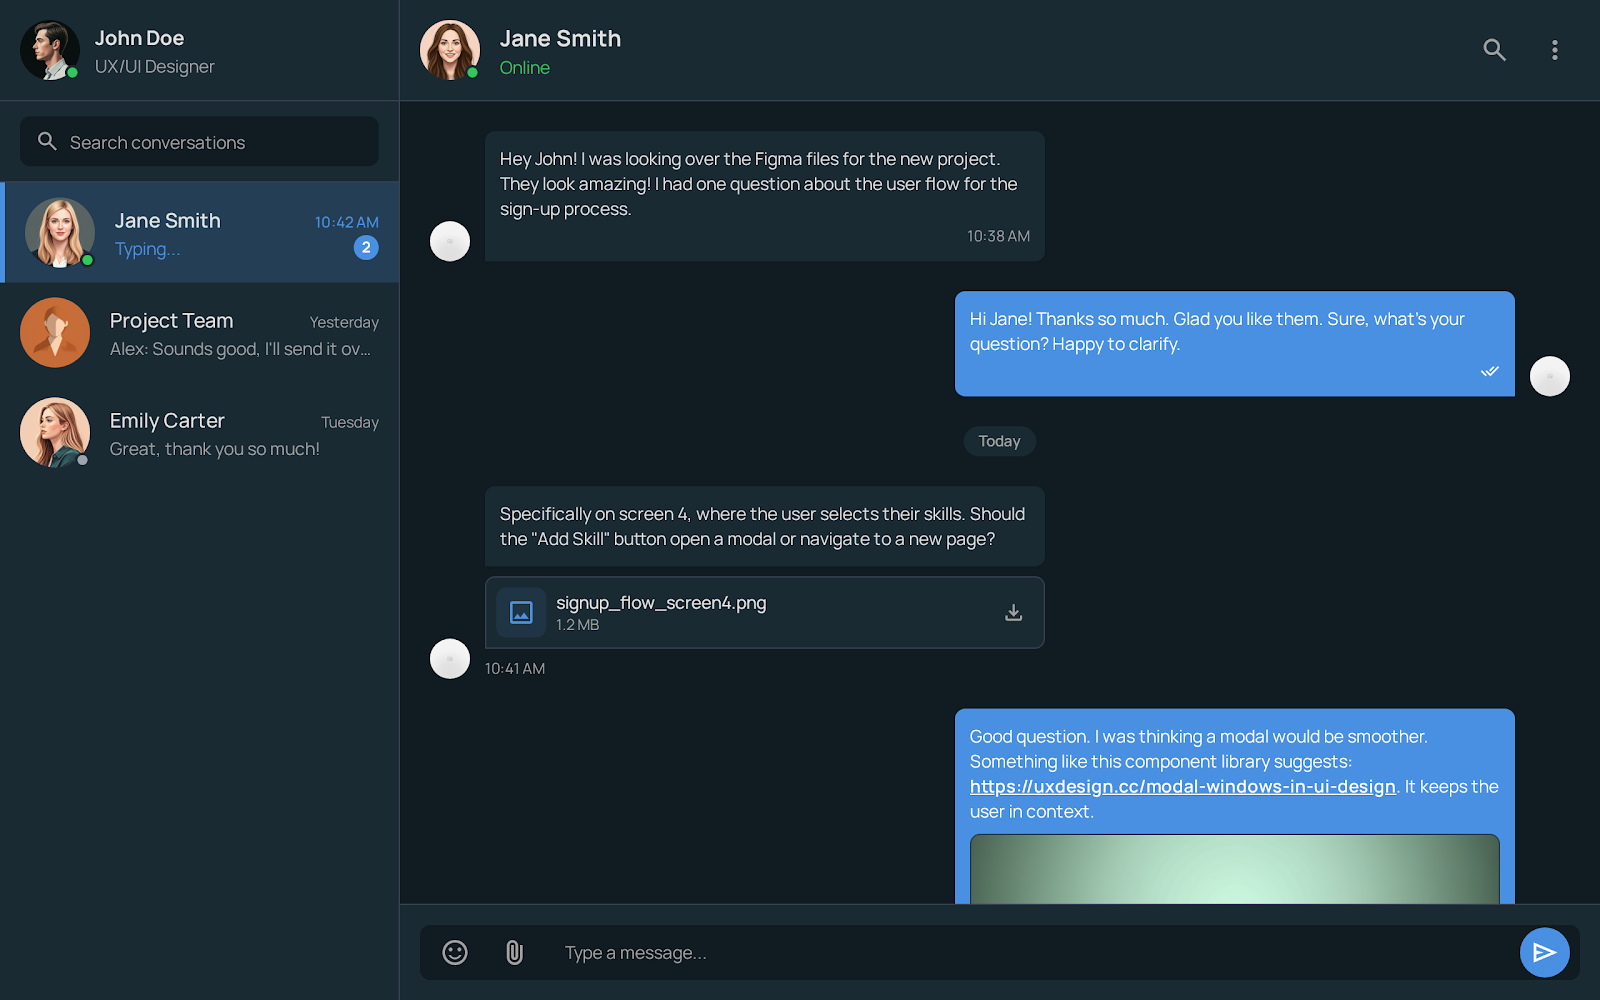 John Doe
UX/UI Designer
Search conversations
Jane Smith
10:42 AM
Typing...
2
Project Team
Yesterday
Alex: Sounds good, I'll send it ov...
Emily Carter
Tuesday
Great, thank you so much!
Jane Smith
Online
Hey John! I was looking over the Figma files for the new project.
They look amazing! I had one question about the user flow for the
sign-up process.
10:38 AM
Hi Jane! Thanks so much. Glad you like them. Sure, what's your
question? Happy to clarify.
Today
Specifically on screen 4, where the user selects their skills. Should
the "Add Skill" button open a modal or navigate to a new page?
signup_flow_screen4.png
1.2 MB
10:41 AM
Good question. I was thinking a modal would be smoother.
Something like this component library suggests:
https://uxdesign.cc/modal-windows-in-ui-design. It keeps the
user in context.
Type a message...